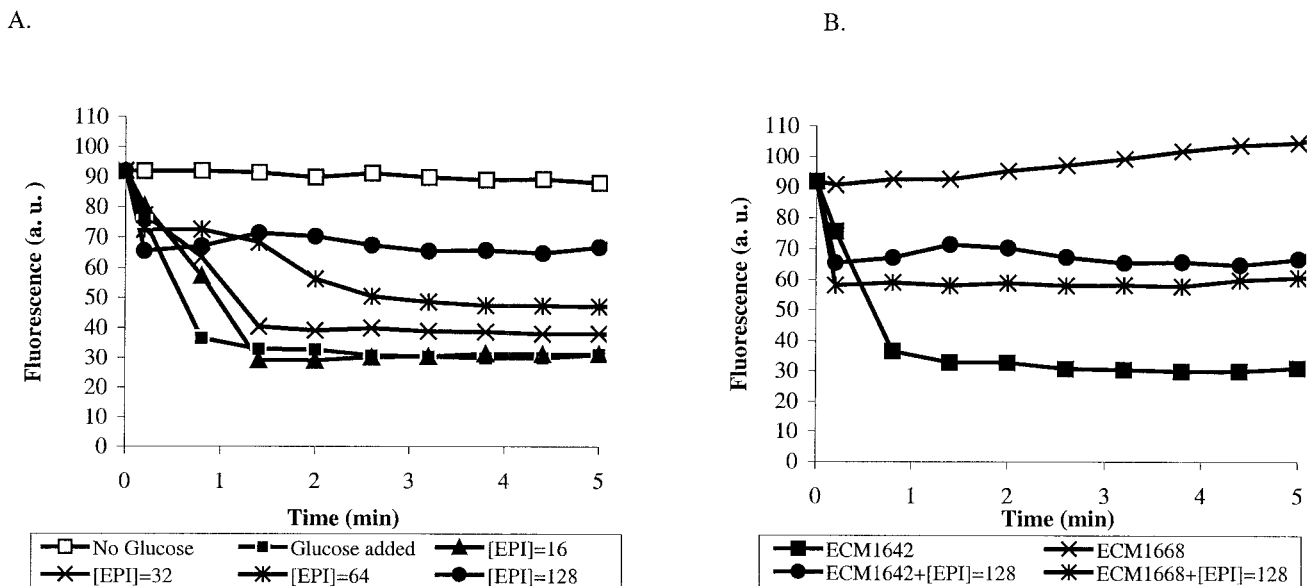 A.
B.
Fluorescence (a. u.)
110
100
90
80
70
60
50
40
30
20
10
0
0 1 2 3 4 5
Time (min)
No Glucose Glucose added [EPI]=16
[EPI]=32 [EPI]=64 [EPI]=128
Fluorescence (a. u.)
110
100
90
80
70
60
50
40
30
20
10
0
0 1 2 3 4 5
Time (min)
ECM1642 ECM1668
ECM1642+[EPI]=128 ECM1668+[EPI]=128